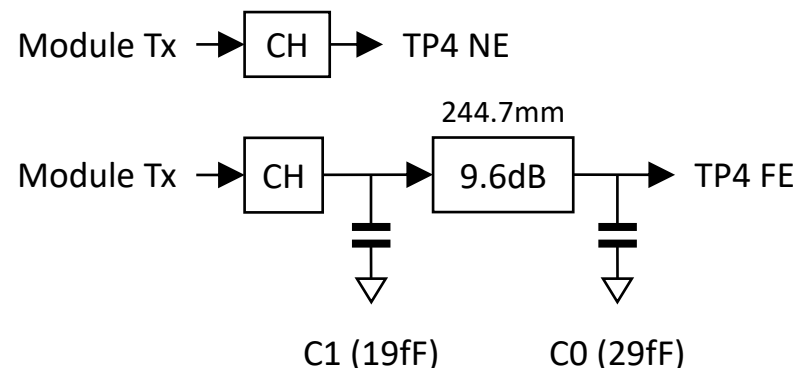 Module Tx CH TP4 NE
244.7mm
Module Tx CH 9.6dB TP4 FE
C1 (19fF) C0 (29fF)